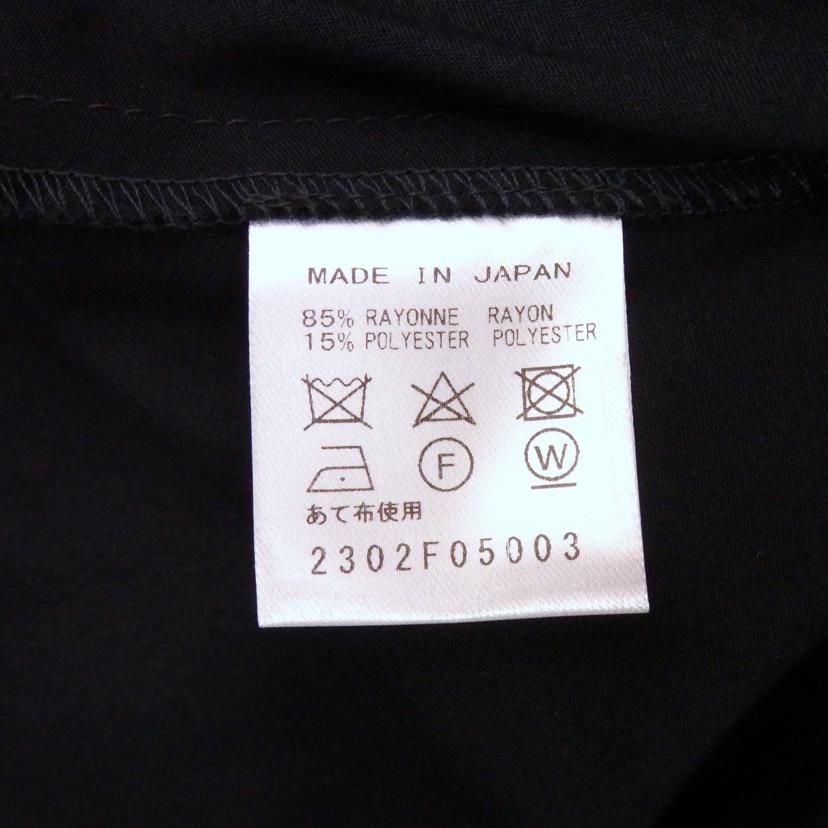 MADE IN JAPAN
85% RAYONNE RAYON
15% POLYESTER POLYESTER
F W
あて布使用
2302F05003